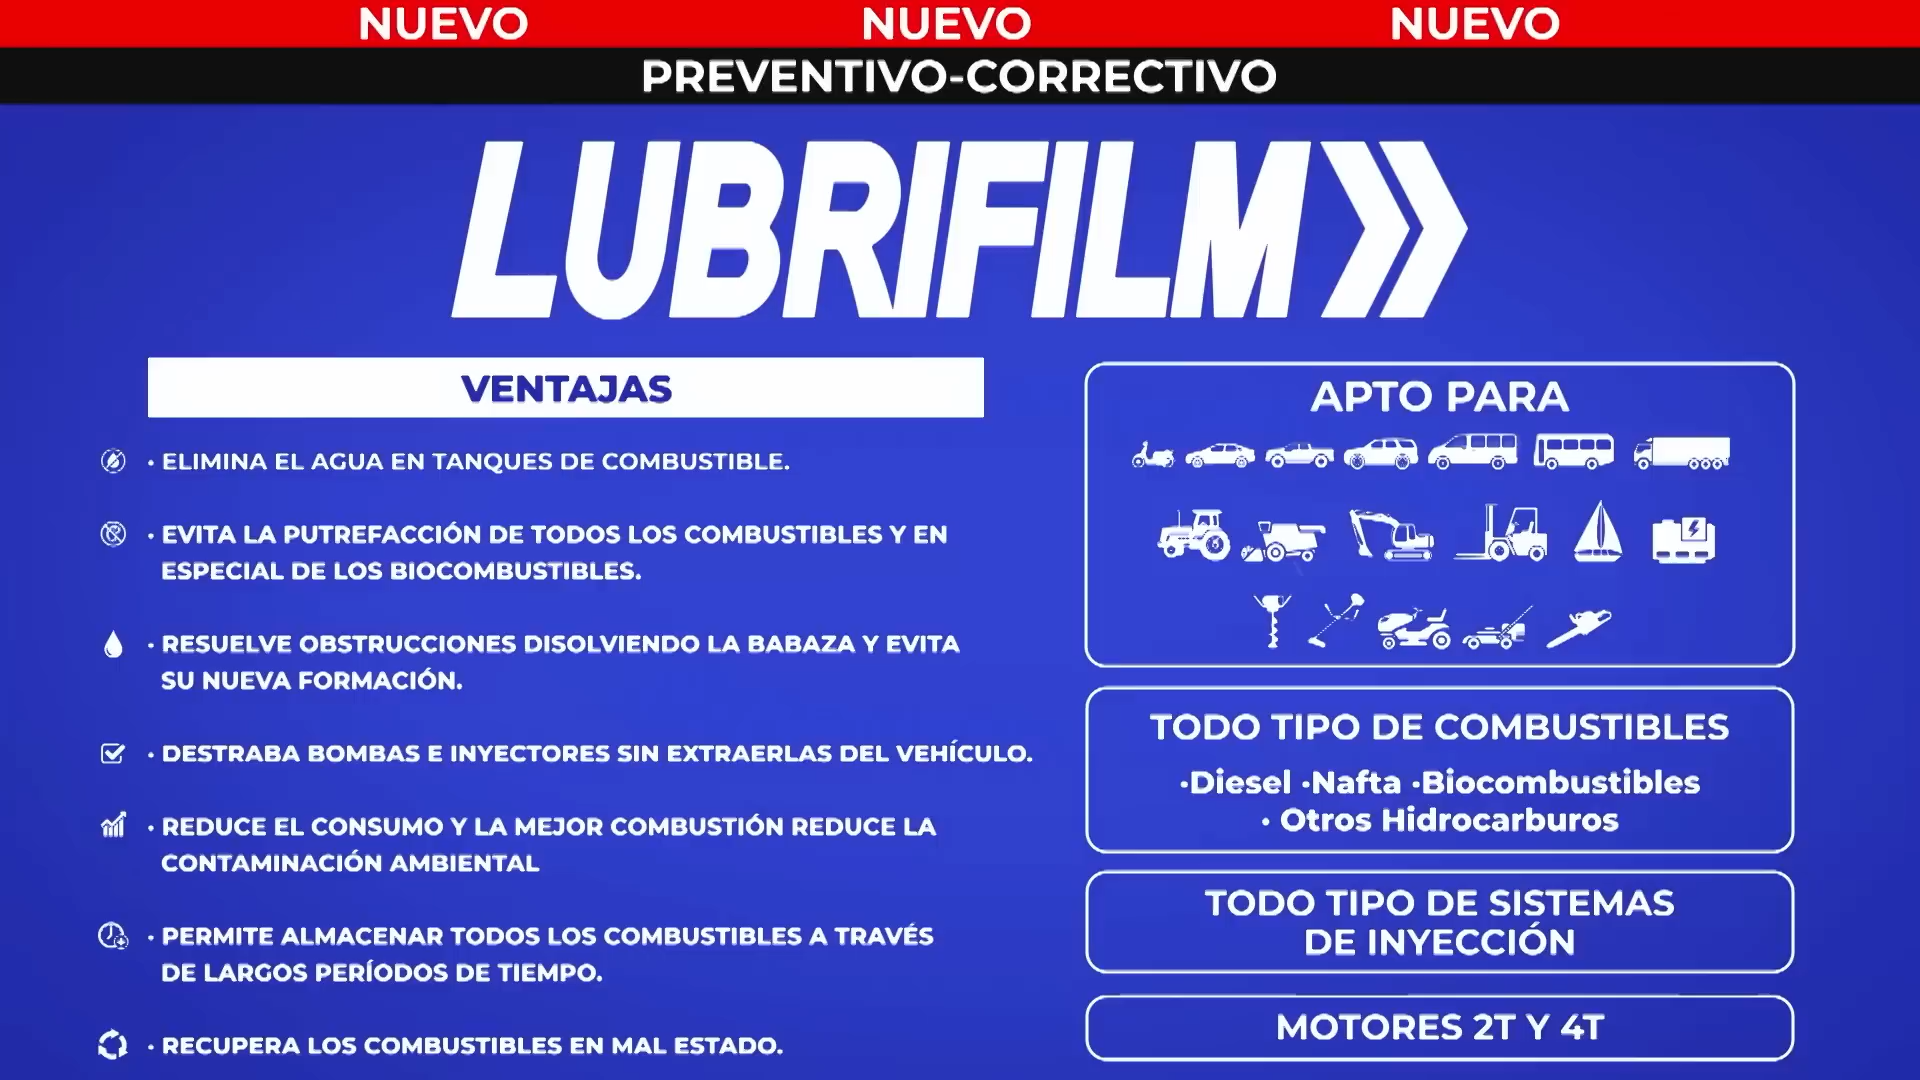 NUEVO NUEVO NUEVO
PREVENTIVO-CORRECTIVO
LUBRIFILM
VENTAJAS
· ELIMINA EL AGUA EN TANQUES DE COMBUSTIBLE.
· EVITA LA PUTREFACCIÓN DE TODOS LOS COMBUSTIBLES Y EN
ESPECIAL DE LOS BIOCOMBUSTIBLES.
· RESUELVE OBSTRUCCIONES DISOLVIENDO LA BABAZA Y EVITA
SU NUEVA FORMACIÓN.
· DESTRABA BOMBAS E INYECTORES SIN EXTRAERLAS DEL VEHÍCULO.
· REDUCE EL CONSUMO Y LA MEJOR COMBUSTIÓN REDUCE LA
CONTAMINACIÓN AMBIENTAL
· PERMITE ALMACENAR TODOS LOS COMBUSTIBLES A TRAVÉS
DE LARGOS PERÍODOS DE TIEMPO.
· RECUPERA LOS COMBUSTIBLES EN MAL ESTADO.
APTO PARA
TODO TIPO DE COMBUSTIBLES
·Diesel ·Nafta ·Biocombustibles
· Otros Hidrocarburos
TODO TIPO DE SISTEMAS
DE INYECCIÓN
MOTORES 2T Y 4T